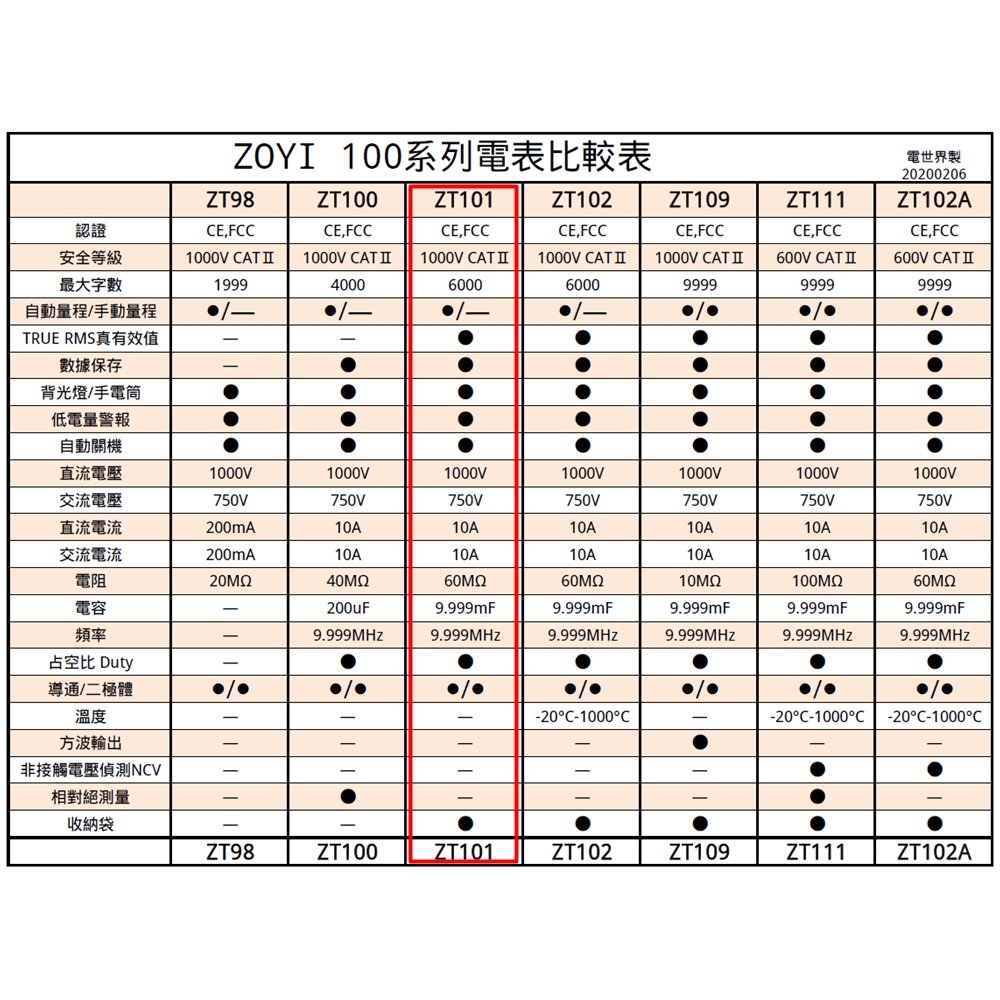 ZOYI 100系列電表比較表
電世界製
20200206
ZT98 ZT100 ZT101 ZT102 ZT109 ZT111 ZT102A
認證 CE,FCC CE,FCC CE,FCC CE,FCC CE,FCC CE,FCC CE,FCC
安全等級 1000V CATⅡ 1000V CATⅡ 1000V CATⅡ 1000V CATⅡ 1000V CATⅡ 600V CATⅡ 600V CATⅡ
最大字數 1999 4000 6000 6000 9999 9999 9999
自動量程/手動量程 ●/— ●/— ●/— ●/— ●/● ●/● ●/●
TRUE RMS真有效值 — — ● ● ● ● ●
數據保存 — ● ● ● ● ● ●
背光燈/手電筒 ● ● ● ● ● ● ●
低電量警報 ● ● ● ● ● ● ●
自動關機 ● ● ● ● ● ● ●
直流電壓 1000V 1000V 1000V 1000V 1000V 1000V 1000V
交流電壓 750V 750V 750V 750V 750V 750V 750V
直流電流 200mA 10A 10A 10A 10A 10A 10A
交流電流 200mA 10A 10A 10A 10A 10A 10A
電阻 20MΩ 40MΩ 60MΩ 60MΩ 10MΩ 100MΩ 60MΩ
電容 — 200uF 9.999mF 9.999mF 9.999mF 9.999mF 9.999mF
頻率 — 9.999MHz 9.999MHz 9.999MHz 9.999MHz 9.999MHz 9.999MHz
占空比 Duty — ● ● ● ● ● ●
導通/二極體 ●/● ●/● ●/● ●/● ●/● ●/● ●/●
溫度 — — — -20°C-1000°C — -20°C-1000°C -20°C-1000°C
方波輸出 — — — — ● — —
非接觸電壓偵測NCV — — — — — ● ●
相對絕測量 — ● — — — ● —
收納袋 — — ● ● ● ● ●
ZT98 ZT100 ZT101 ZT102 ZT109 ZT111 ZT102A